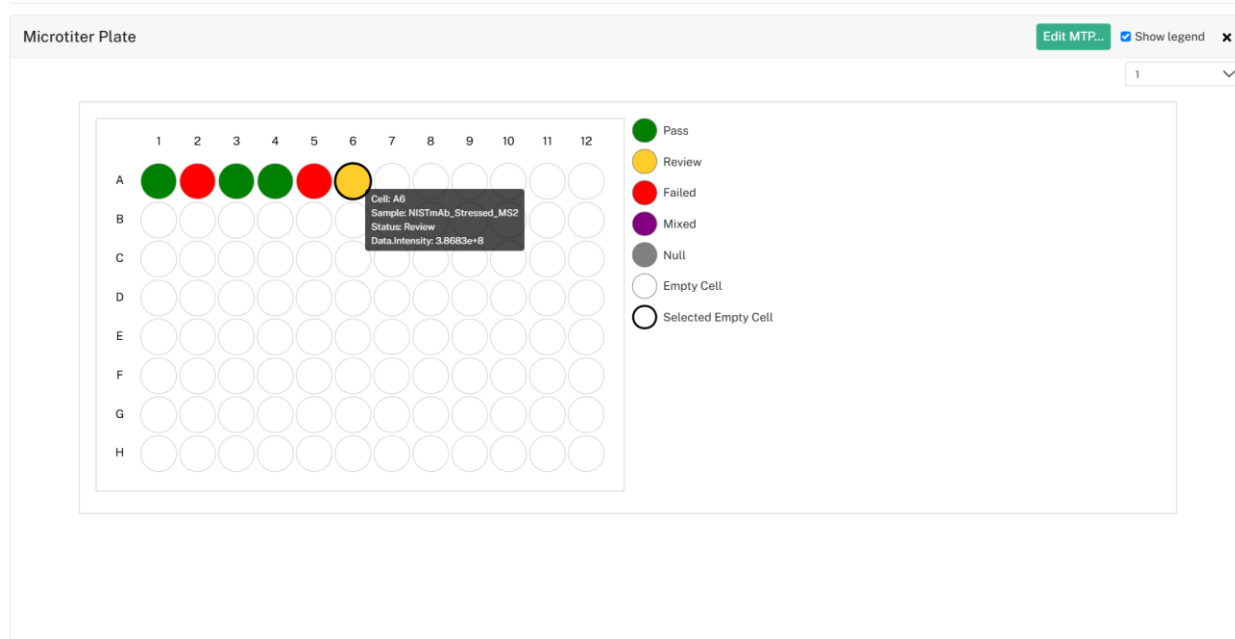 Microtiter Plate
Edit MTP...
Show legend
1
1 2 3 4 5 6 7 8 9 10 11 12
A
B
C
D
E
F
G
H
Cell: A6
Sample: NISTmAb_Stressed_MS2
Status: Review
Data.Intensity: 3.8683e+8
Pass
Review
Failed
Mixed
Null
Empty Cell
Selected Empty Cell